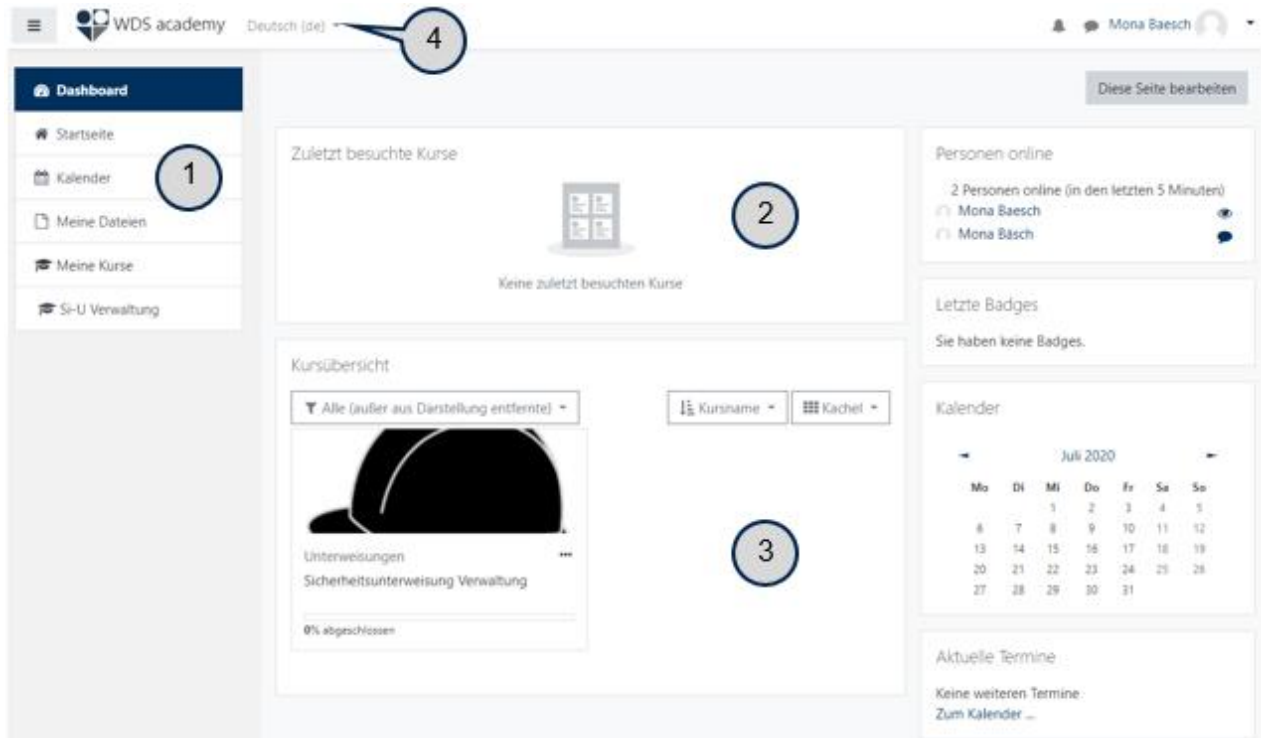 WDS academy Deutsch (de) 4 Mona Baesch
Dashboard
Startseite
Kalender
Meine Dateien
Meine Kurse
Si-U Verwaltung
1
Diese Seite bearbeiten
Zuletzt besuchte Kurse
2
Keine zuletzt besuchten Kurse
Kursübersicht
Alle (außer aus Darstellung entfernte) Kursname Kachel
Unterweisungen
Sicherheitsunterweisung Verwaltung
0% abgeschlossen
3
Personen online
2 Personen online (in den letzten 5 Minuten)
Mona Baesch
Mona Bäsch
Letzte Badges
Sie haben keine Badges.
Kalender
Juli 2020
Mo Di Mi Do Fr Sa So
1 2 3 4 5
6 7 8 9 10 11 12
13 14 15 16 17 18 19
20 21 22 23 24 25 26
27 28 29 30 31
Aktuelle Termine
Keine weiteren Termine
Zum Kalender ...